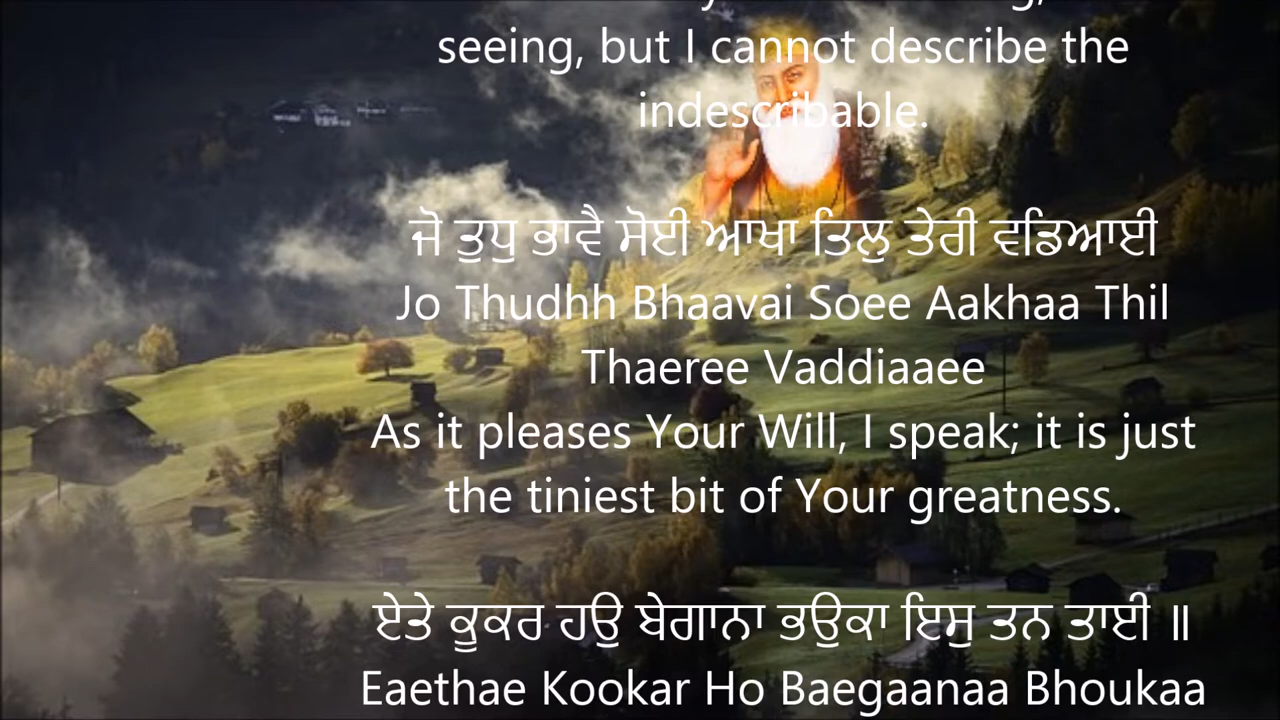 seeing, but I cannot describe the
indescribable.
ਜੋ ਤੁਧੁ ਭਾਵੈ ਸੋਈ ਆਖਾ ਤਿਲੁ ਤੇਰੀ ਵਡਿਆਈ
Jo Thudhh Bhaavai Soee Aakhaa Thil
Thaeree Vaddiaaee
As it pleases Your Will, I speak; it is just
the tiniest bit of Your greatness.
ਏਤੇ ਕੂਕਰ ਹਉ ਬੇਗਾਨਾ ਭਉਕਾ ਇਸੁ ਤਨ ਤਾਈ ॥
Eaethae Kookar Ho Baegaanaa Bhoukaa